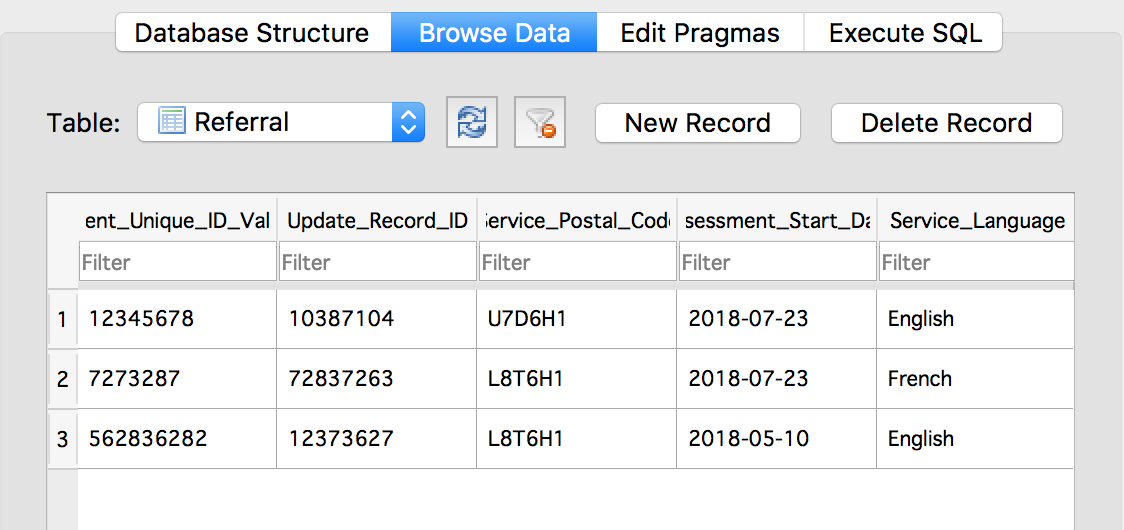 Database Structure Browse Data Edit Pragmas Execute SQL
Table: Referral New Record Delete Record
ent_Unique_ID_Val Update_Record_ID Service_Postal_Code sessment_Start_Da Service_Language
Filter Filter Filter Filter Filter
1 12345678 10387104 U7D6H1 2018-07-23 English
2 7273287 72837263 L8T6H1 2018-07-23 French
3 562836282 12373627 L8T6H1 2018-05-10 English